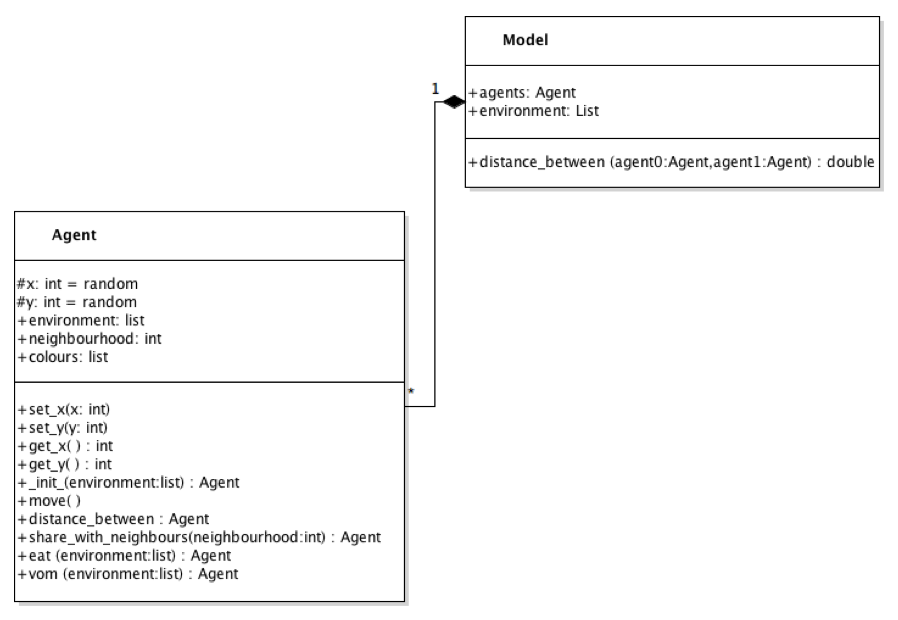 Model
+agents: Agent
+environment: List
+distance_between (agent0:Agent,agent1:Agent) : double
1
Agent
#x: int = random
#y: int = random
+environment: list
+neighbourhood: int
+colours: list
*
+set_x(x: int)
+set_y(y: int)
+get_x( ) : int
+get_y( ) : int
+_init_(environment:list) : Agent
+move( )
+distance_between : Agent
+share_with_neighbours(neighbourhood:int) : Agent
+eat (environment:list) : Agent
+vom (environment:list) : Agent